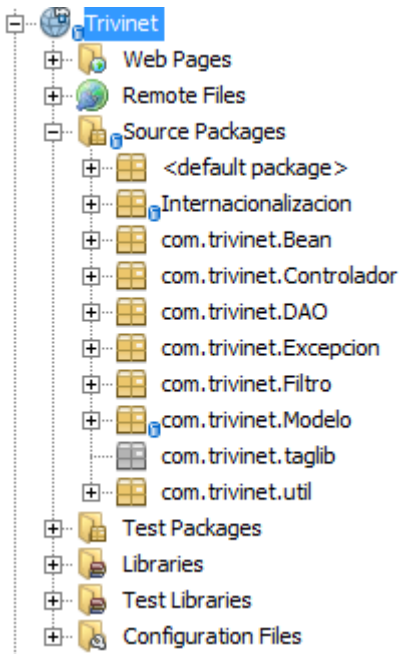 Trivinet
Web Pages
Remote Files
Source Packages
<default package>
Internacionalizacion
com.trivinet.Bean
com.trivinet.Controlador
com.trivinet.DAO
com.trivinet.Excepcion
com.trivinet.Filtro
com.trivinet.Modelo
com.trivinet.taglib
com.trivinet.util
Test Packages
Libraries
Test Libraries
Configuration Files